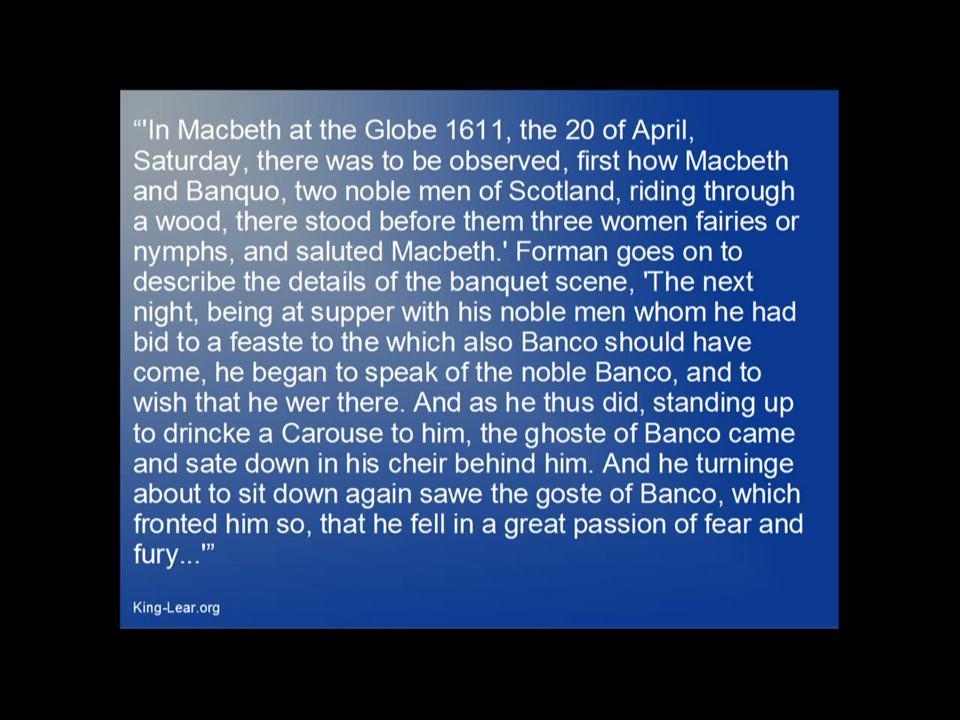 “'In Macbeth at the Globe 1611, the 20 of April,
Saturday, there was to be observed, first how Macbeth
and Banquo, two noble men of Scotland, riding through
a wood, there stood before them three women fairies or
nymphs, and saluted Macbeth.' Forman goes on to
describe the details of the banquet scene, 'The next
night, being at supper with his noble men whom he had
bid to a feaste to the which also Banco should have
come, he began to speak of the noble Banco, and to
wish that he wer there. And as he thus did, standing up
to drincke a Carouse to him, the ghoste of Banco came
and sate down in his cheir behind him. And he turninge
about to sit down again sawe the goste of Banco, which
fronted him so, that he fell in a great passion of fear and
fury...'”
King-Lear.org